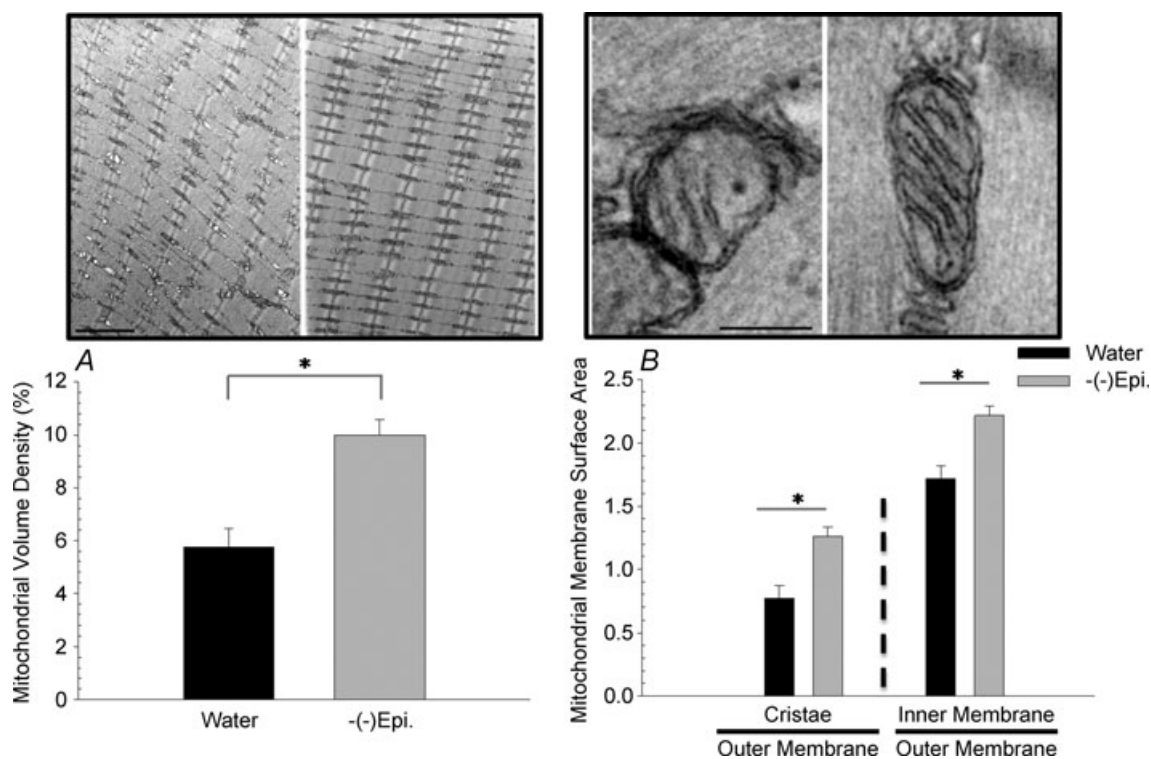 A
*
Mitochondrial Volume Density (%)
12
10
8
6
4
2
0
Water
-(-)Epi.
B
Water
-(-)Epi.
Mitochondrial Membrane Surface Area
2.5
2.0
1.5
1.0
0.5
0.0
*
*
Cristae
Outer Membrane
Inner Membrane
Outer Membrane